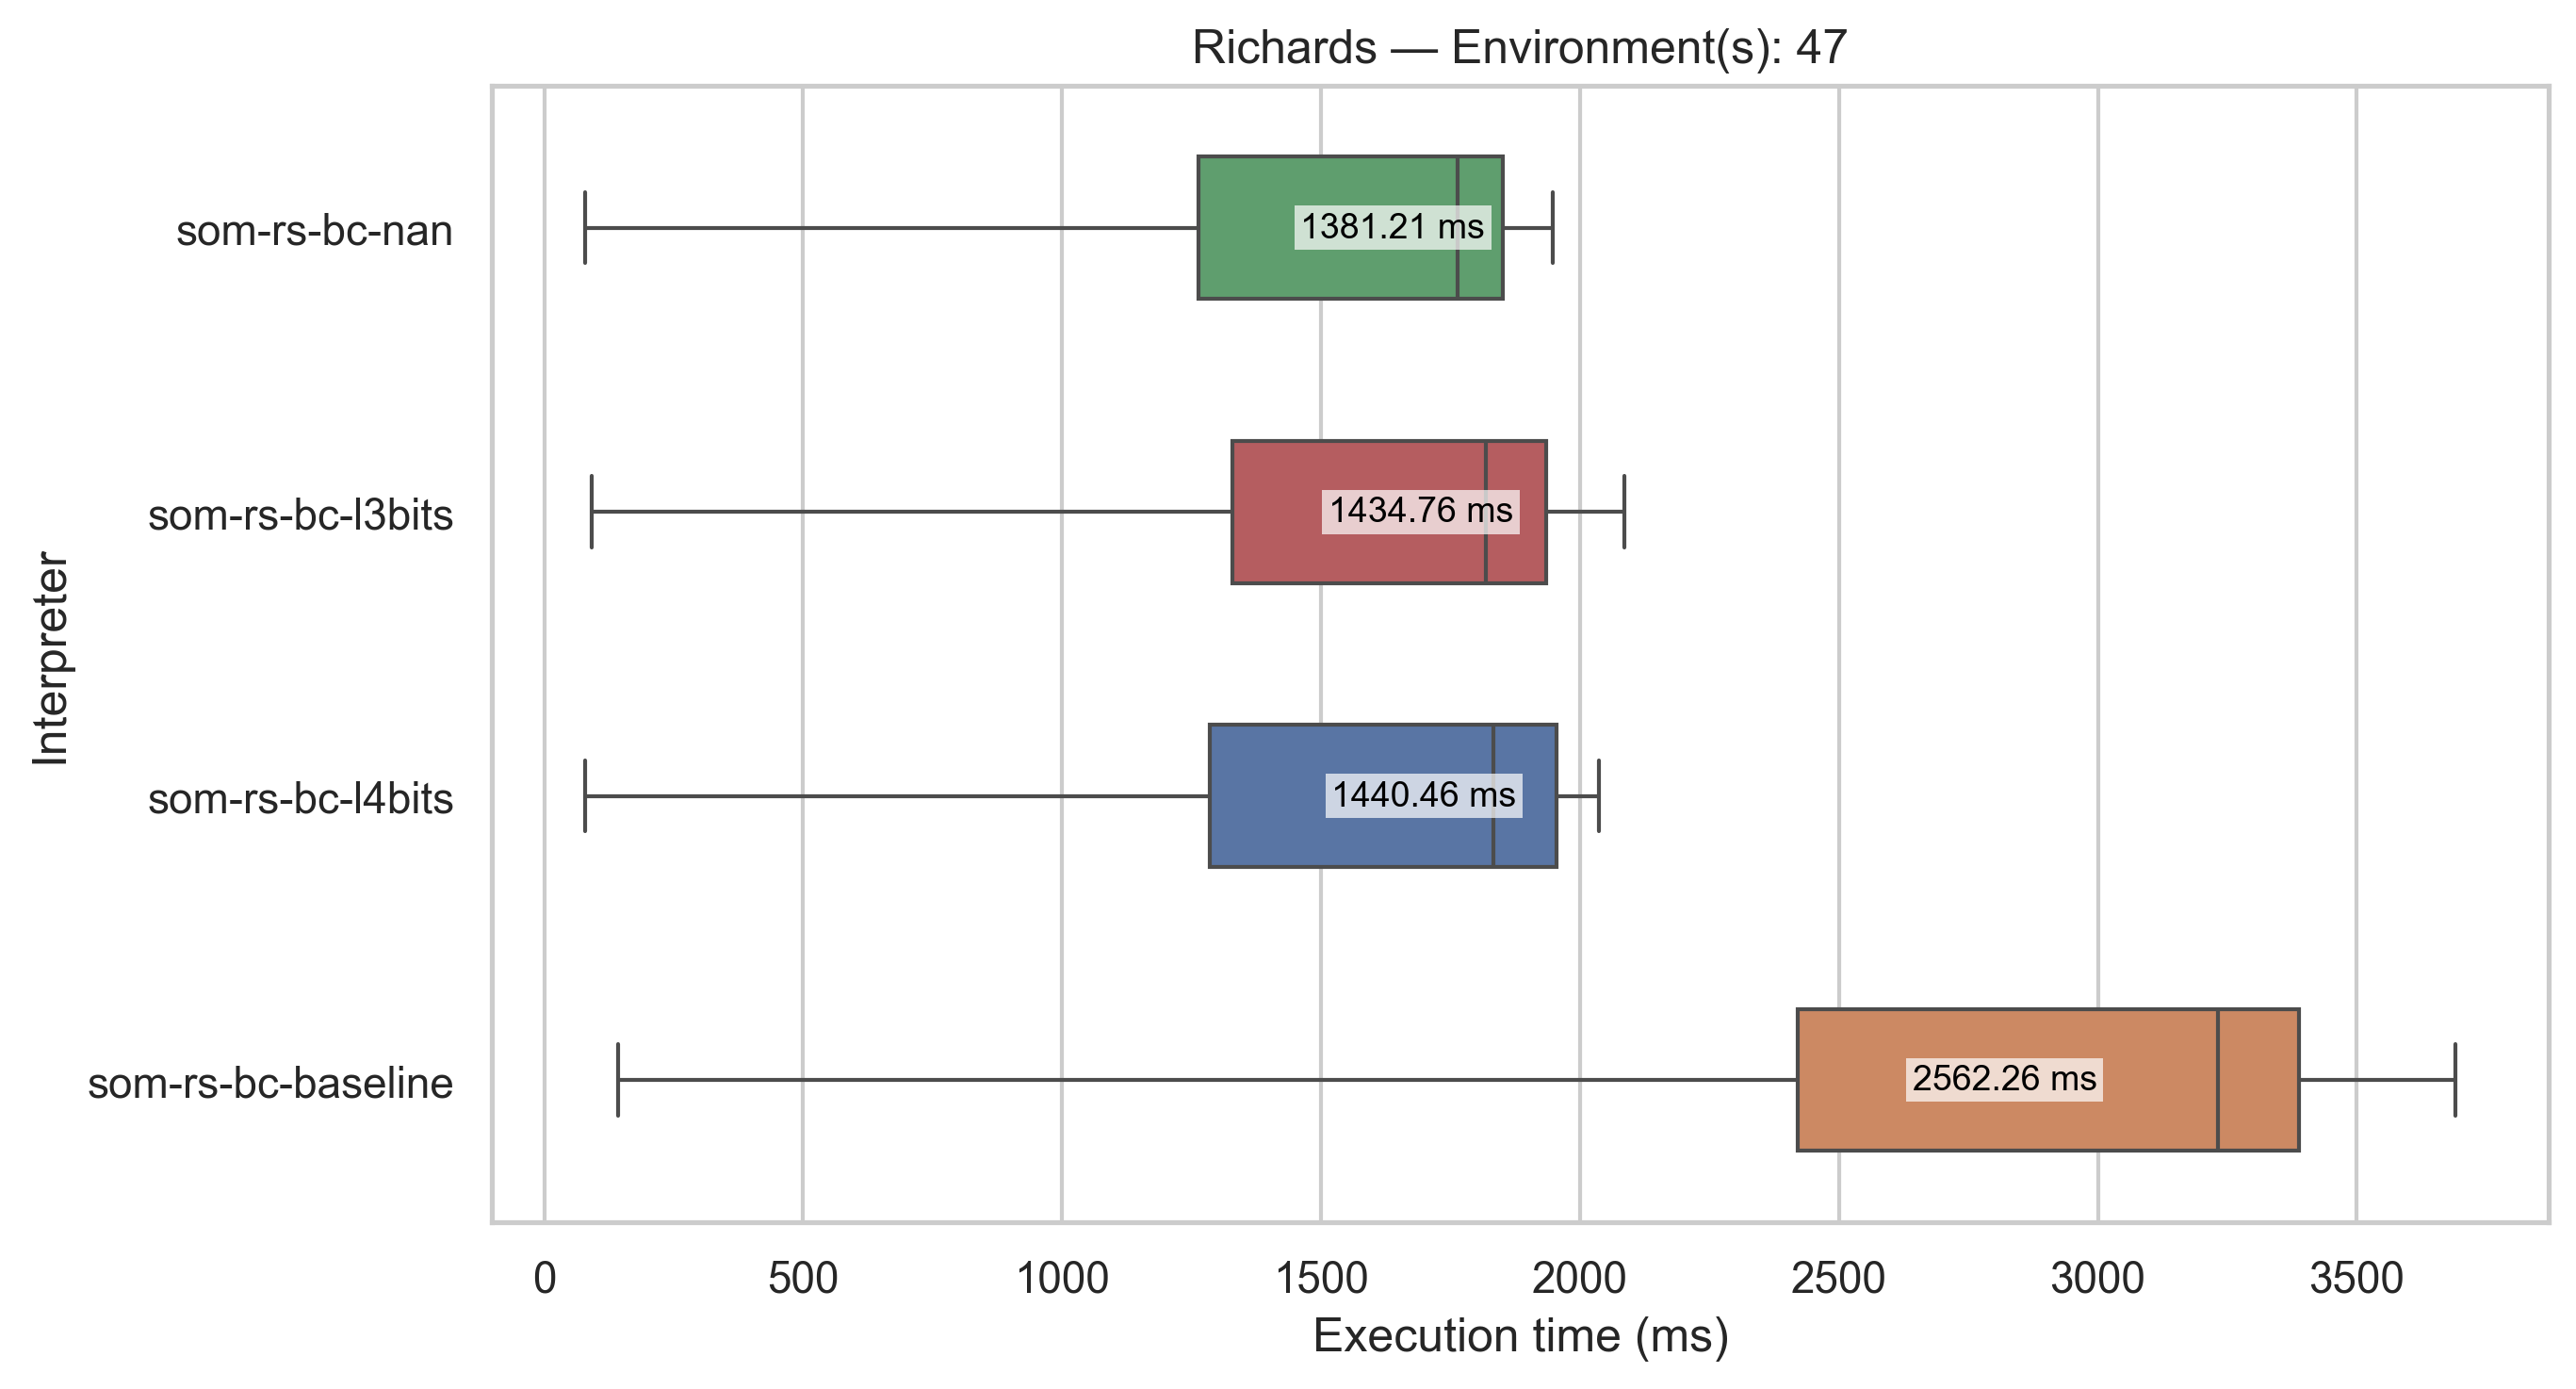 Richards — Environment(s): 47
som-rs-bc-nan
1381.21 ms
som-rs-bc-l3bits
1434.76 ms
som-rs-bc-l4bits
1440.46 ms
som-rs-bc-baseline
2562.26 ms
Interpreter
0 500 1000 1500 2000 2500 3000 3500
Execution time (ms)